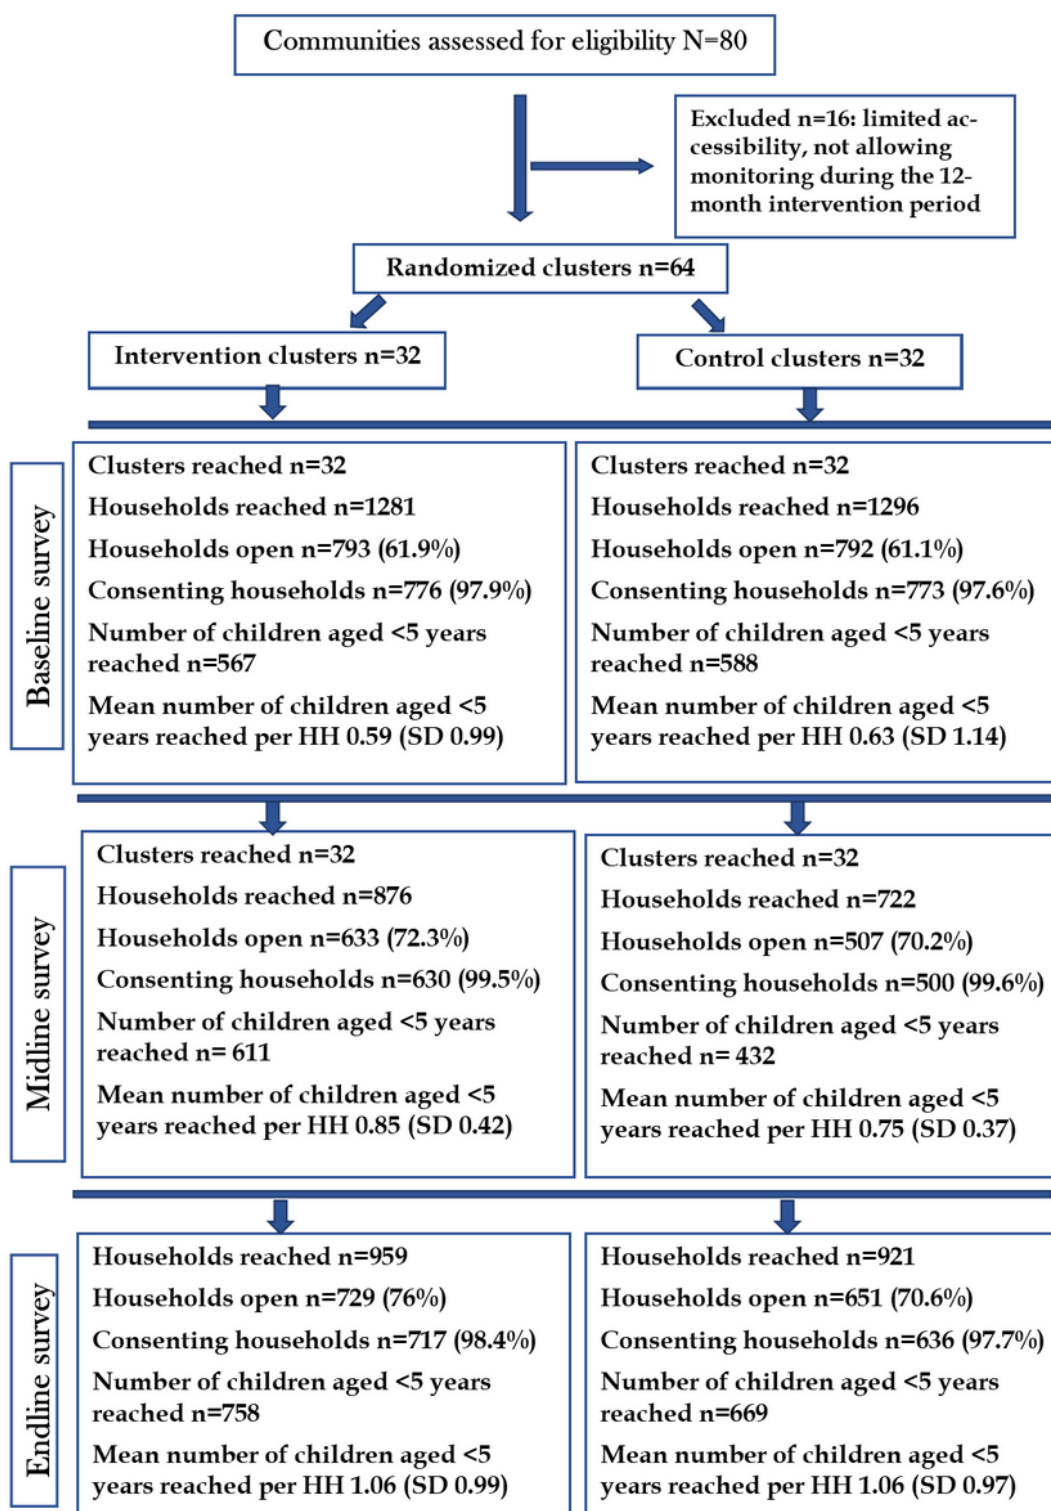 Communities assessed for eligibility N=80
Excluded n=16: limited ac-
cessibility, not allowing
monitoring during the 12-
month intervention period
Randomized clusters n=64
Intervention clusters n=32
Control clusters n=32
Baseline survey
Clusters reached n=32
Households reached n=1281
Households open n=793 (61.9%)
Consenting households n=776 (97.9%)
Number of children aged <5 years
reached n=567
Mean number of children aged <5
years reached per HH 0.59 (SD 0.99)
Clusters reached n=32
Households reached n=1296
Households open n=792 (61.1%)
Consenting households n=773 (97.6%)
Number of children aged <5 years
reached n=588
Mean number of children aged <5
years reached per HH 0.63 (SD 1.14)
Midline survey
Clusters reached n=32
Households reached n=876
Households open n=633 (72.3%)
Consenting households n=630 (99.5%)
Number of children aged <5 years
reached n= 611
Mean number of children aged <5
years reached per HH 0.85 (SD 0.42)
Clusters reached n=32
Households reached n=722
Households open n=507 (70.2%)
Consenting households n=500 (99.6%)
Number of children aged <5 years
reached n= 432
Mean number of children aged <5
years reached per HH 0.75 (SD 0.37)
Endline survey
Households reached n=959
Households open n=729 (76%)
Consenting households n=717 (98.4%)
Number of children aged <5 years
reached n=758
Mean number of children aged <5
years reached per HH 1.06 (SD 0.99)
Households reached n=921
Households open n=651 (70.6%)
Consenting households n=636 (97.7%)
Number of children aged <5 years
reached n=669
Mean number of children aged <5
years reached per HH 1.06 (SD 0.97)